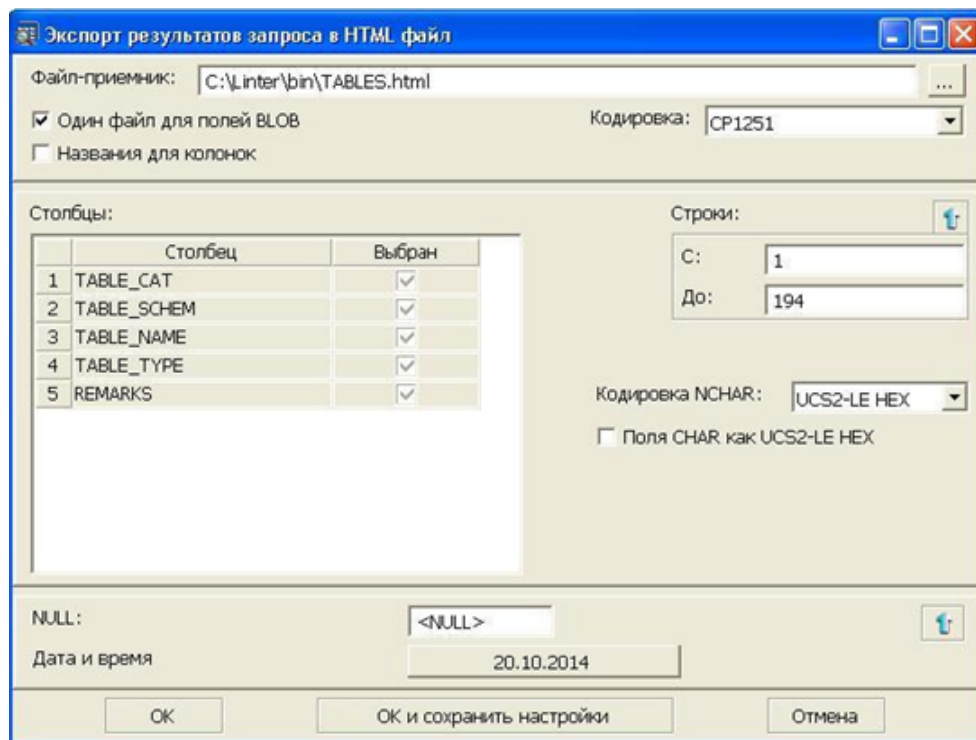 Экспорт результатов запроса в HTML файл
Файл-приемник: C:\Linter\bin\TABLES.html ...
Один файл для полей BLOB Кодировка: CP1251
Названия для колонок
Столбцы: Строки:
Столбец Выбран
1 TABLE_CAT
2 TABLE_SCHEM
3 TABLE_NAME
4 TABLE_TYPE
5 REMARKS
С: 1
До: 194
Кодировка NCHAR: UCS2-LE HEX
Поля CHAR как UCS2-LE HEX
NULL: <NULL>
Дата и время 20.10.2014
OK OK и сохранить настройки Отмена